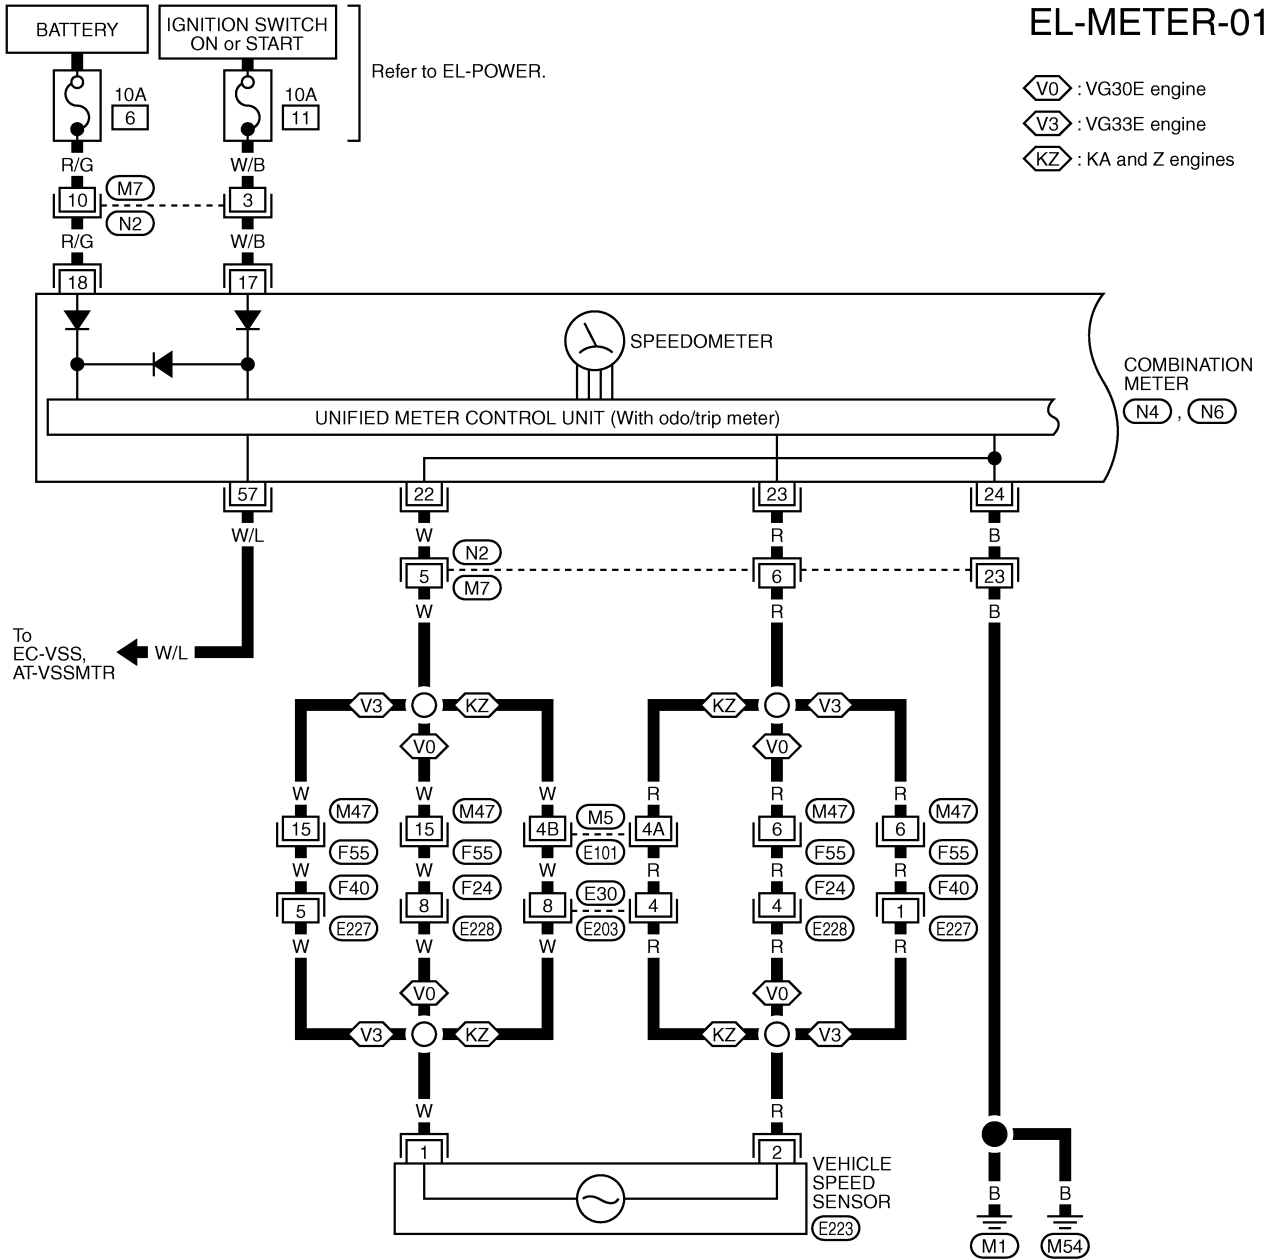 EL-METER-01
BATTERY
IGNITION SWITCH
ON or START
Refer to EL-POWER.
10A
6
10A
11
V0 : VG30E engine
V3 : VG33E engine
KZ : KA and Z engines
R/G
W/B
10
M7
3
N2
R/G
W/B
18
17
SPEEDOMETER
COMBINATION
METER
N4 , N6
UNIFIED METER CONTROL UNIT (With odo/trip meter)
57
22
23
24
W/L
W
R
B
N2
5
6
23
M7
W
R
B
To
EC-VSS,
AT-VSSMTR
W/L
V3
KZ
KZ
V3
V0
V0
W
W
W
R
R
R
15
M47
15
M47
4B
M5
4A
6
M47
6
M47
F55
F55
E101
F55
F55
W
W
W
R
R
R
5
F40
8
F24
8
E30
4
4
F24
1
F40
E227
E228
E203
E228
E227
W
W
W
R
R
R
V0
V0
V3
KZ
KZ
V3
W
R
1
2
VEHICLE
SPEED
SENSOR
E223
B
B
M1
M54